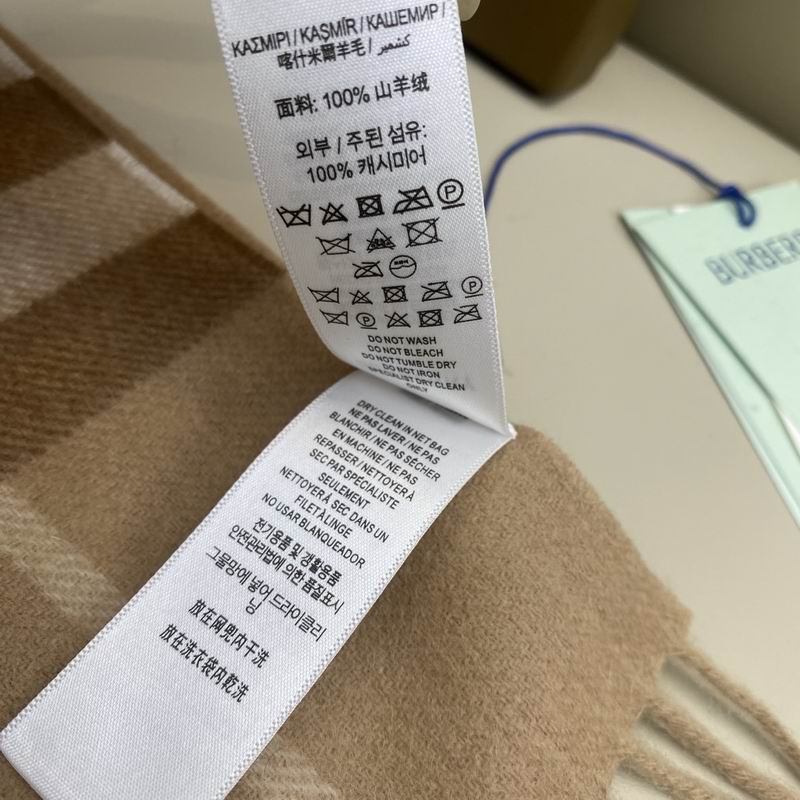 ΚΑΣΜΙΡΙ / KAŞMİR / КАШЕМИР /
喀什米爾羊毛 / كشمير
面料: 100% 山羊绒
외부 / 주된 섬유:
100% 캐시미어
P
P
P
DO NOT WASH
DO NOT BLEACH
DO NOT TUMBLE DRY
DO NOT IRON
SPECIALIST DRY CLEAN
ONLY
DRY CLEAN IN NET BAG
NE PAS LAVER / NE PAS
BLANCHIR / NE PAS SÉCHER
EN MACHINE / NE PAS
REPASSER / NETTOYER À
SEC PAR SPÉCIALISTE
SEULEMENT
NETTOYER À SEC DANS UN
FILET À LINGE
NO USAR BLANQUEADOR
전기용품 및 생활용품
안전관리법에 의한 품질표시
그물망에 넣어 드라이클리
닝
放在网兜内干洗
放在洗衣袋内乾洗
BURBERR